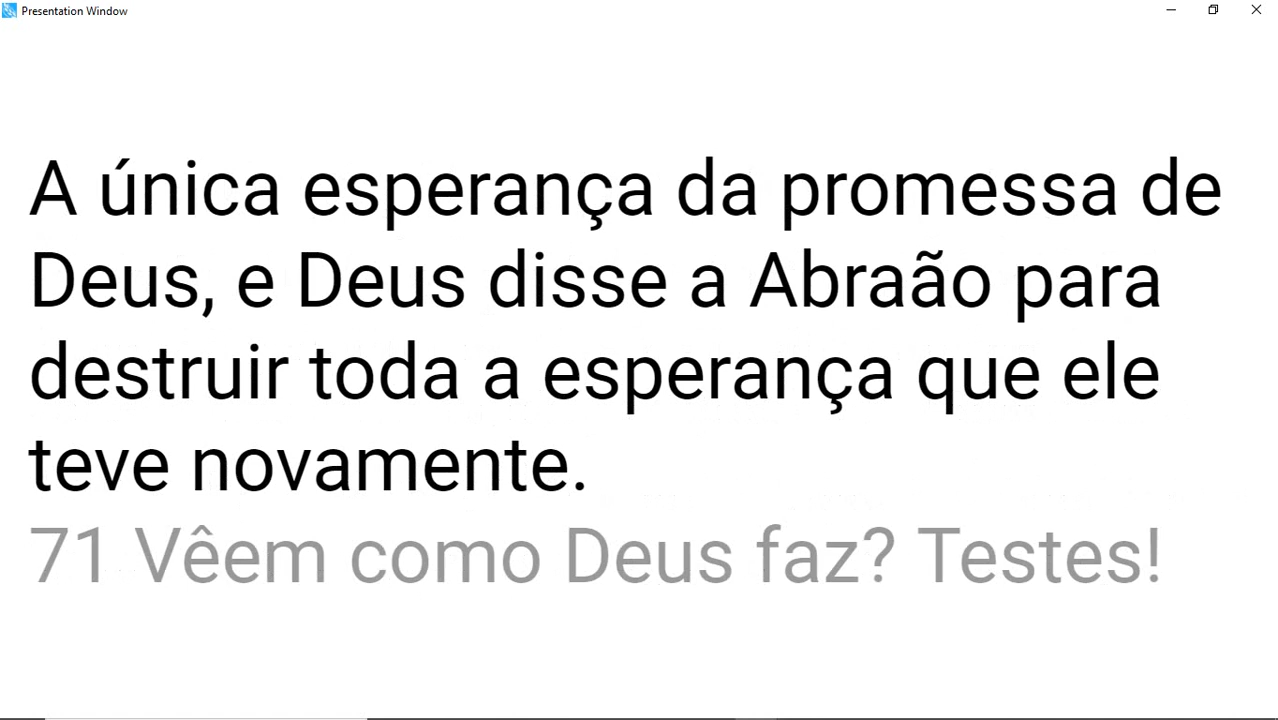 Presentation Window
A única esperança da promessa de
Deus, e Deus disse a Abraão para
destruir toda a esperança que ele
teve novamente.
71 Vêem como Deus faz? Testes!